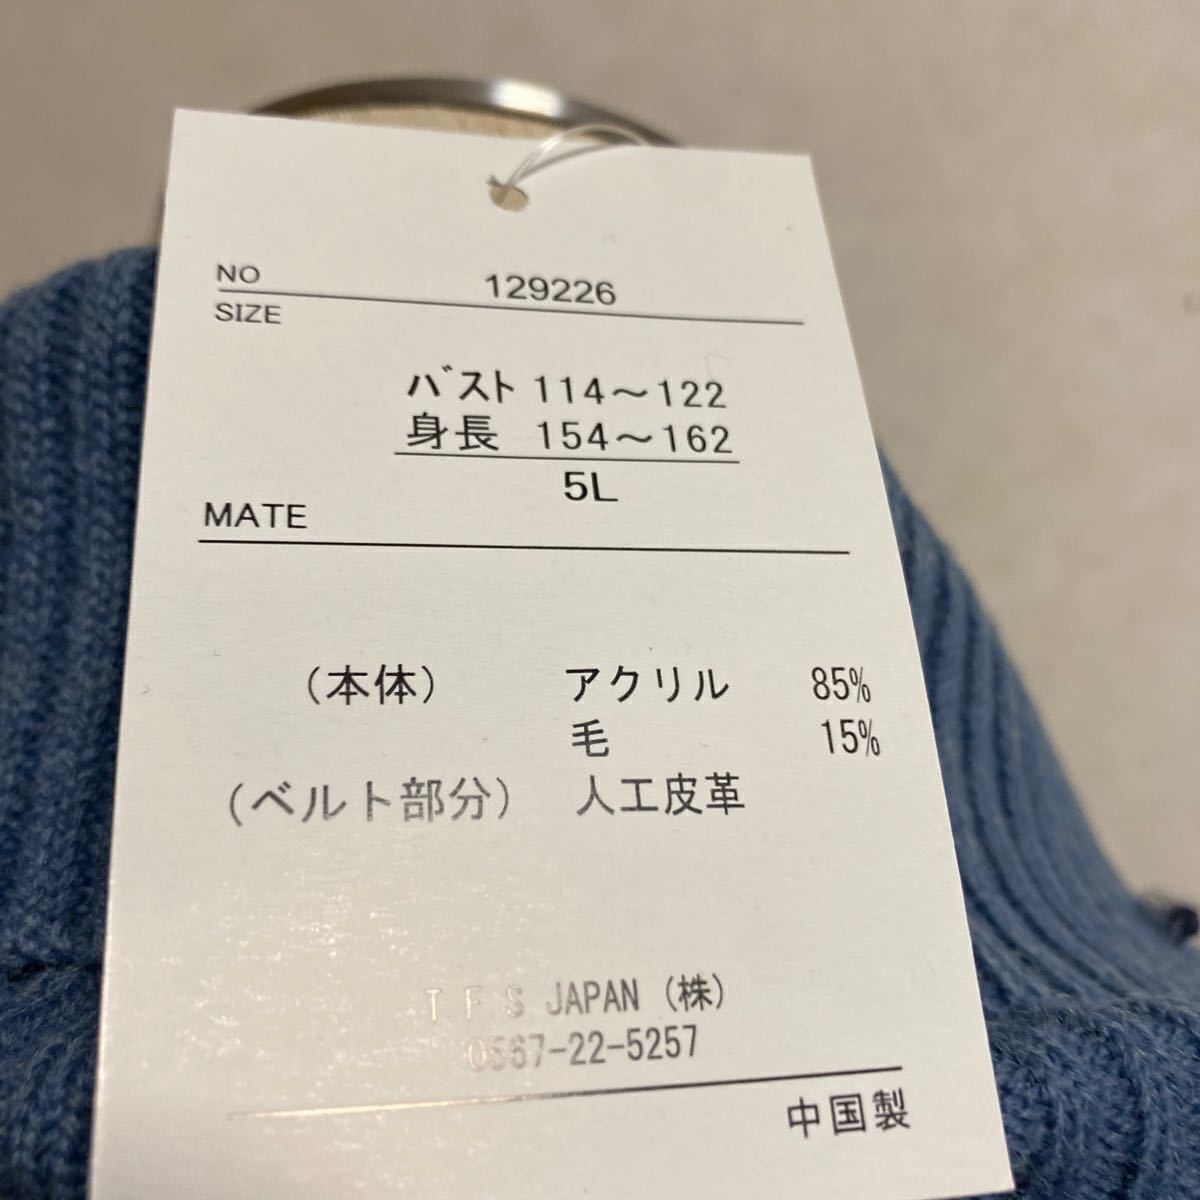 NO 129226
SIZE
バスト 114～122
身長 154～162
5L
MATE
(本体) アクリル 85%
毛 15%
(ベルト部分) 人工皮革
T.F.S JAPAN (株)
0567-22-5257
中国製